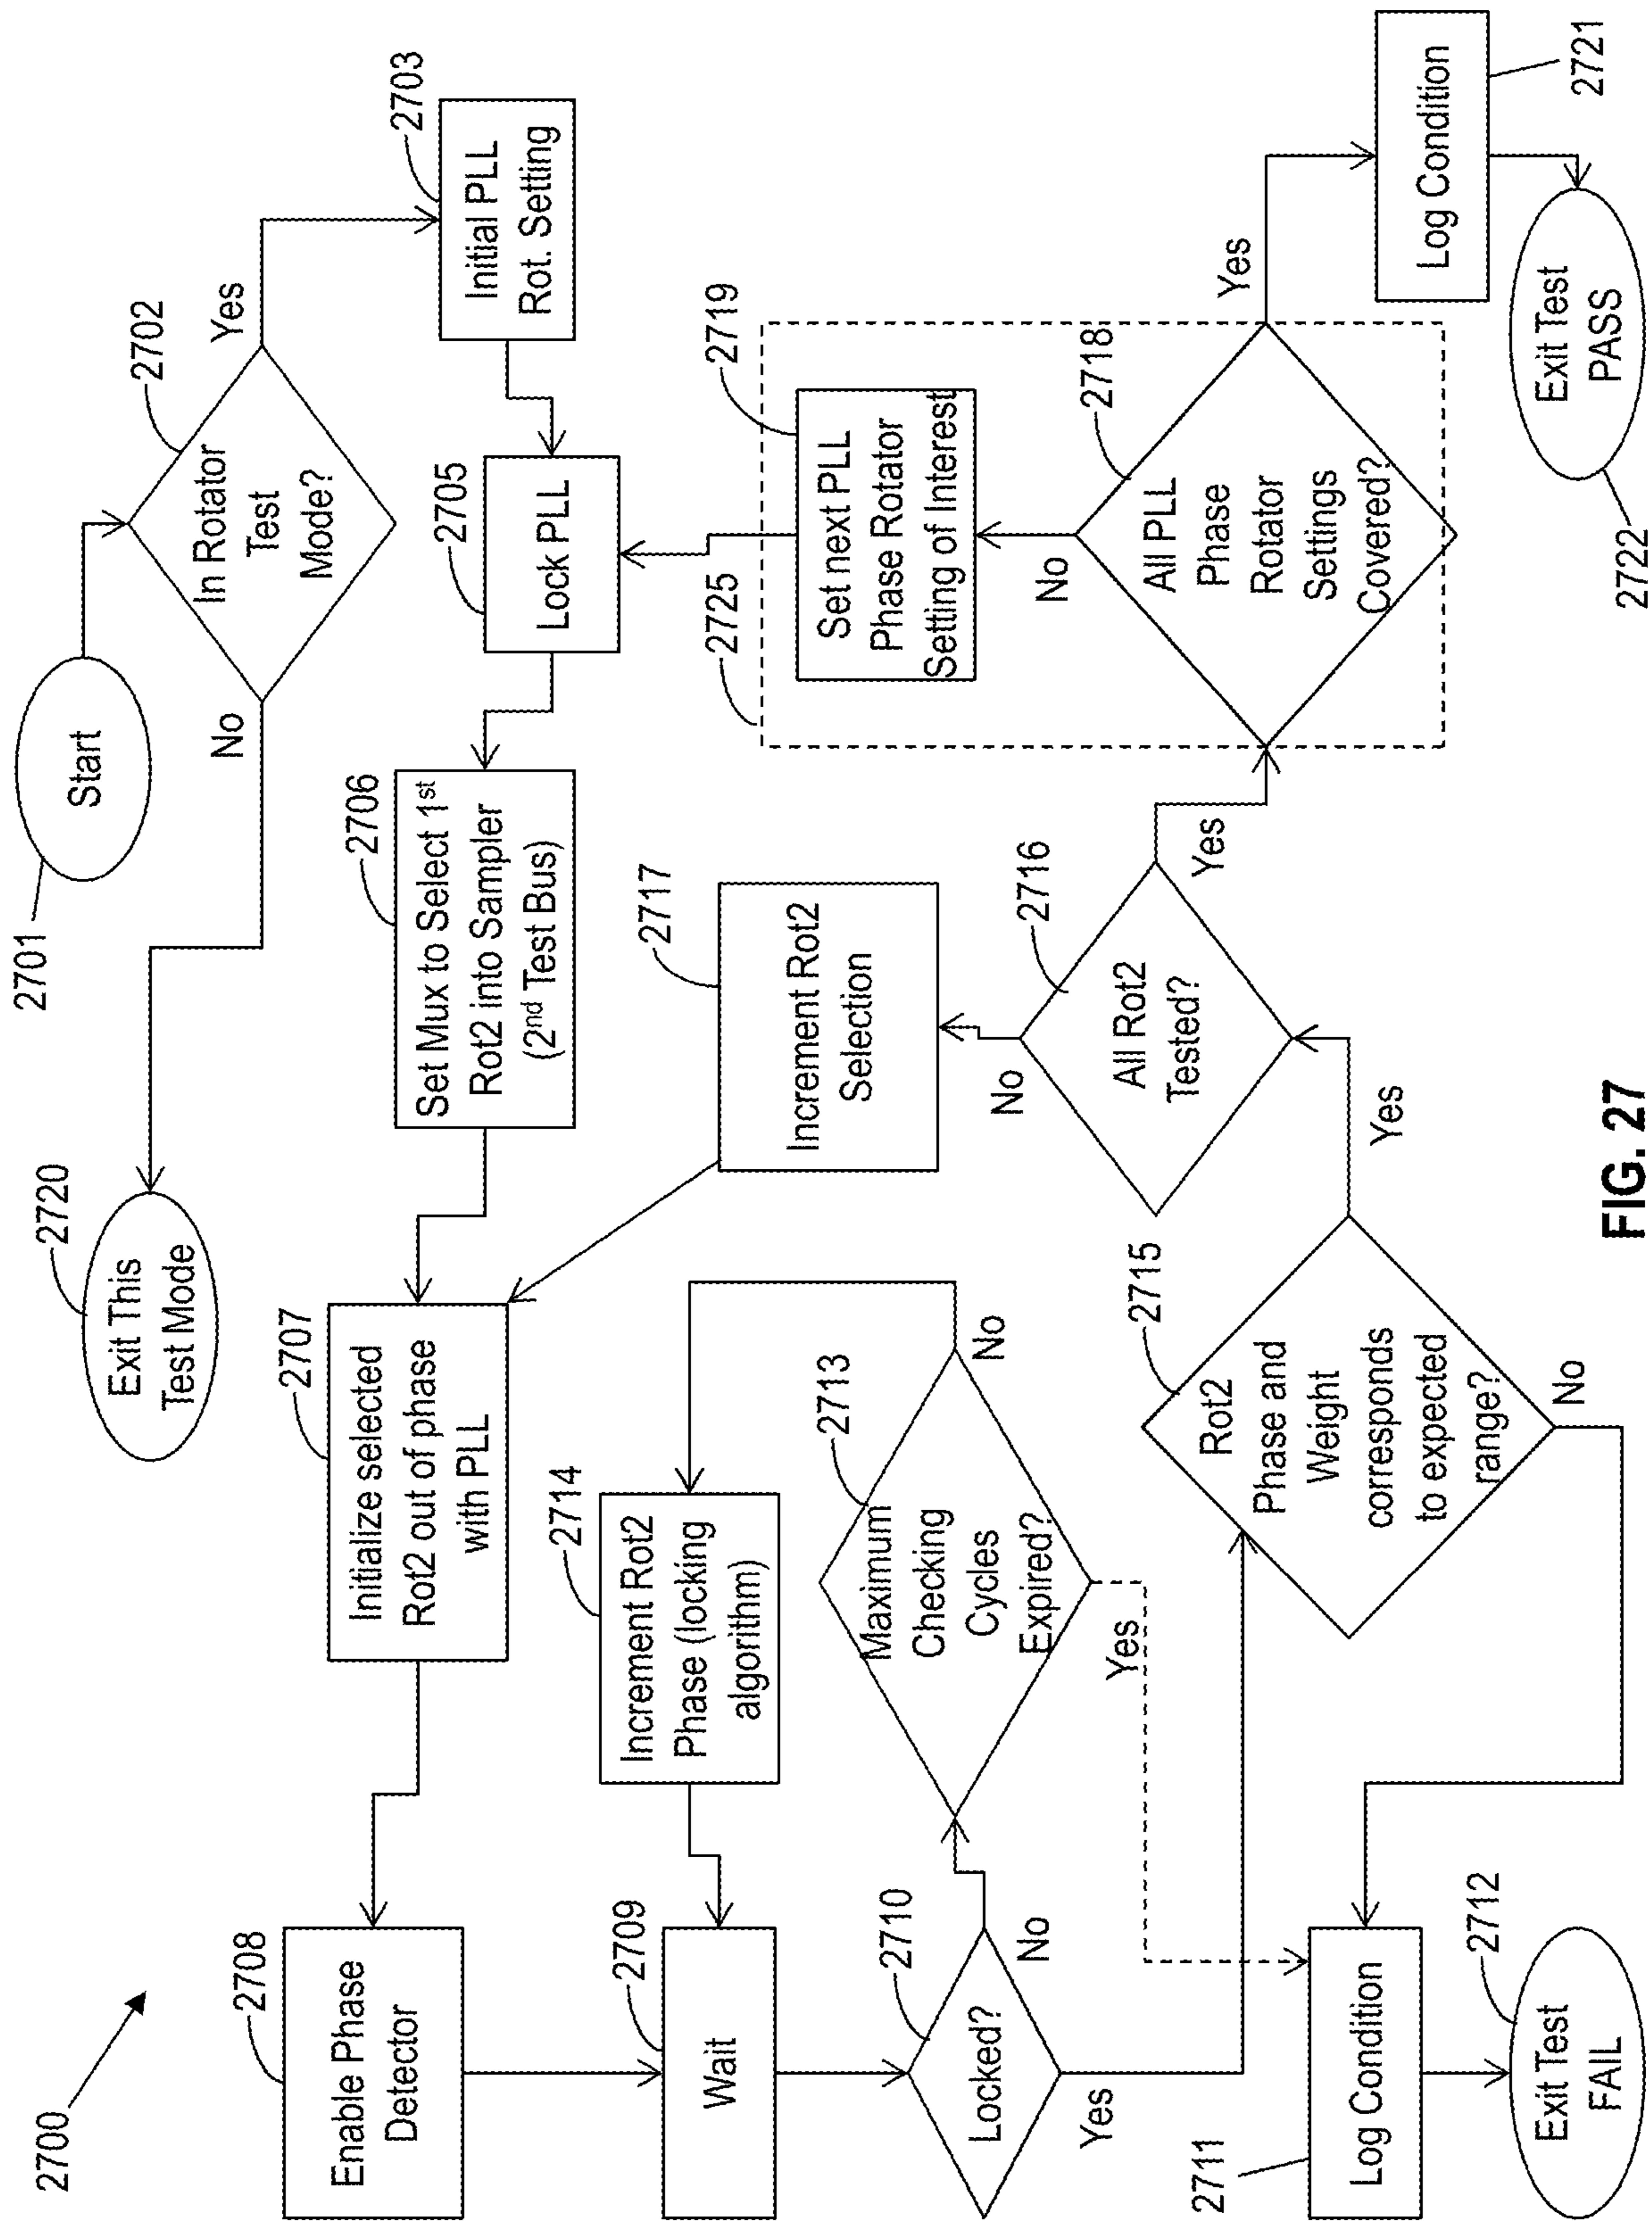 2700
2701
Start
2702
In Rotator
Test
Mode?
Yes
No
2720
Exit This
Test Mode
2703
Initial PLL
Rot. Setting
2705
Lock PLL
2706
Set Mux to Select 1st
Rot2 into Sampler
(2nd Test Bus)
2707
Initialize selected
Rot2 out of phase
with PLL
2708
Enable Phase
Detector
2709
Wait
2710
Locked?
No
Yes
2713
Maximum
Checking
Cycles
Expired?
No
Yes
2714
Increment Rot2
Phase (locking
algorithm)
2715
Rot2
Phase and
Weight
corresponds
to expected
range?
Yes
No
2711
Log Condition
2712
Exit Test
FAIL
2716
All Rot2
Tested?
No
Yes
2717
Increment Rot2
Selection
2725
2718
All PLL
Phase
Rotator
Settings
Covered?
No
Yes
2719
Set next PLL
Phase Rotator
Setting of Interest
2721
Log Condition
2722
Exit Test
PASS
FIG. 27